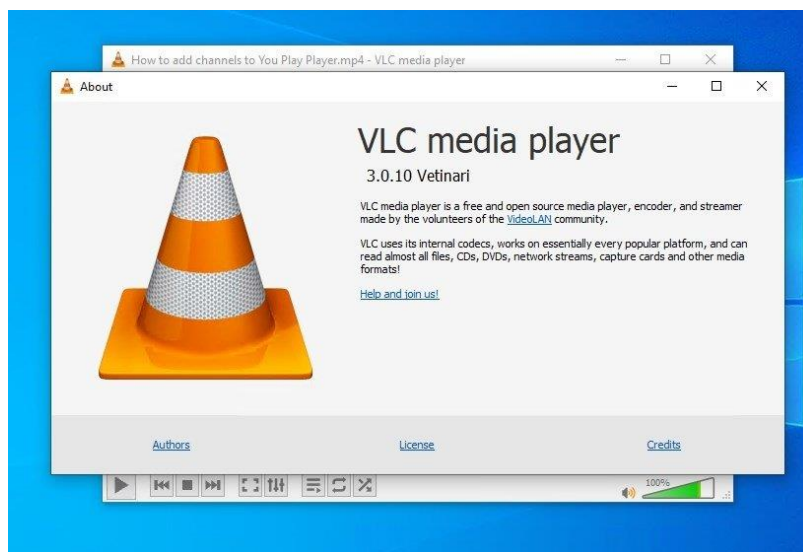 How to add channels to You Play Player.mp4 - VLC media player
About
VLC media player
3.0.10 Vetinari
VLC media player is a free and open source media player, encoder, and streamer
made by the volunteers of the VideoLAN community.
VLC uses its internal codecs, works on essentially every popular platform, and can
read almost all files, CDs, DVDs, network streams, capture cards and other media
formats!
Help and join us!
Authors
License
Credits
100%